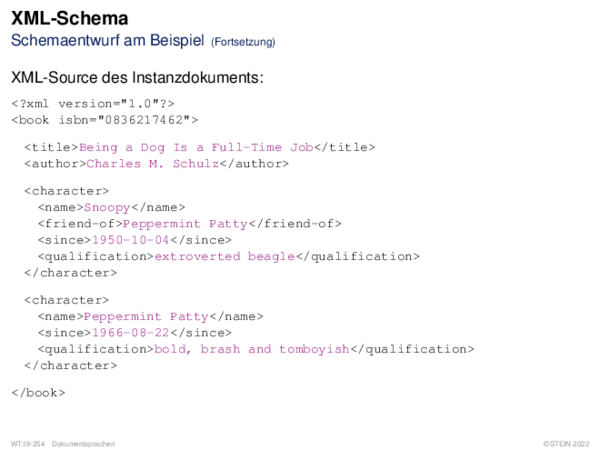 XML-Schema
Schemaentwurf am Beispiel (Fortsetzung)
XML-Source des Instanzdokuments:
<?xml version="1.0"?>
<book isbn="0836217462">
<title>Being a Dog Is a Full-Time Job</title>
<author>Charles M. Schulz</author>
<character>
<name>Snoopy</name>
<friend-of>Peppermint Patty</friend-of>
<since>1950-10-04</since>
<qualification>extroverted beagle</qualification>
</character>
<character>
<name>Peppermint Patty</name>
<since>1966-08-22</since>
<qualification>bold, brash and tomboyish</qualification>
</character>
</book>
WT:III-254 Dokumentsprachen
©STEIN 2022